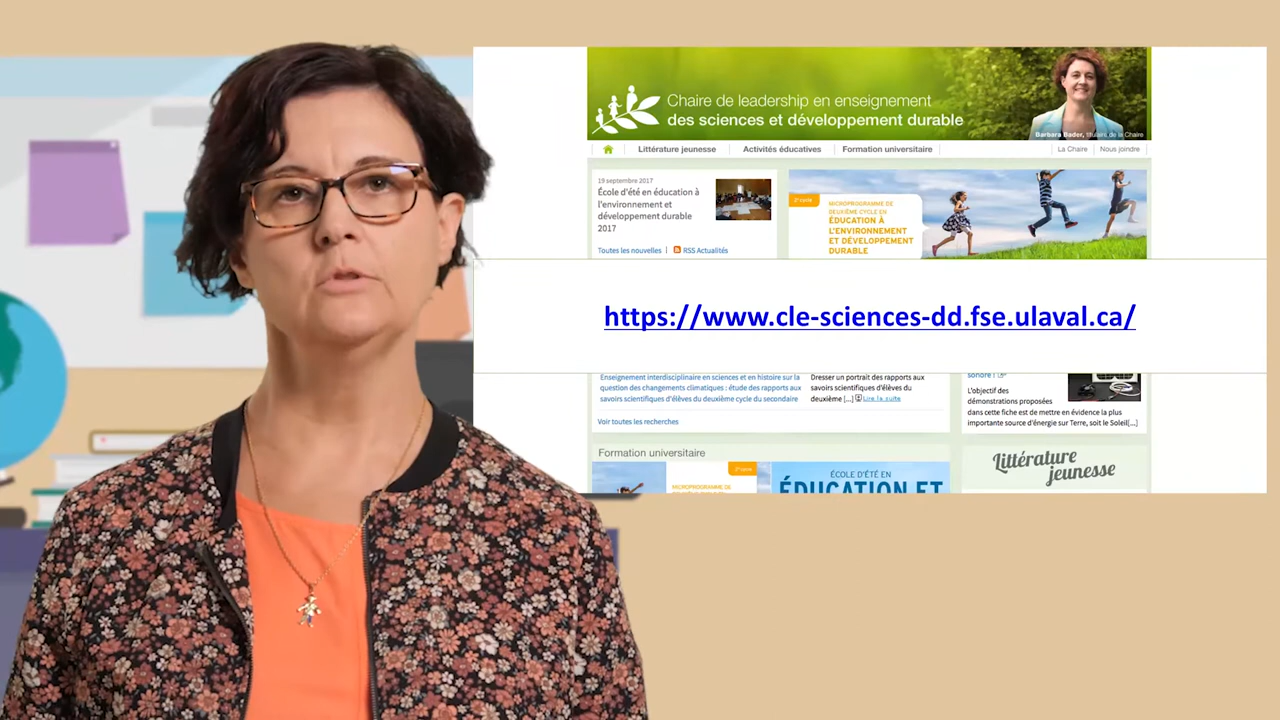 Chaire de leadership en enseignement
des sciences et développement durable
Barbara Bader, titulaire de la Chaire
Littérature jeunesse
Activités éducatives
Formation universitaire
La Chaire
Nous joindre
19 septembre 2017
École d'été en éducation à
l'environnement et
développement durable
2017
Toutes les nouvelles
RSS Actualités
2e cycle
MICROPROGRAMME DE
DEUXIÈME CYCLE EN
ÉDUCATION À
L'ENVIRONNEMENT
ET DÉVELOPPEMENT
DURABLE
https://www.cle-sciences-dd.fse.ulaval.ca/
Enseignement interdisciplinaire en sciences et en histoire sur la
question des changements climatiques : étude des rapports aux
savoirs scientifiques d'élèves du deuxième cycle du secondaire
Voir toutes les recherches
Dresser un portrait des rapports aux
savoirs scientifiques d'élèves du
deuxième [...] Lire la suite
sonore !
L'objectif des
démonstrations proposées
dans cette fiche est de mettre en évidence la plus
importante source d'énergie sur Terre, soit le Soleil[...]
Formation universitaire
2e cycle
MICROPROGRAMME DE
ÉCOLE D'ÉTÉ EN
ÉDUCATION ET
Littérature
jeunesse